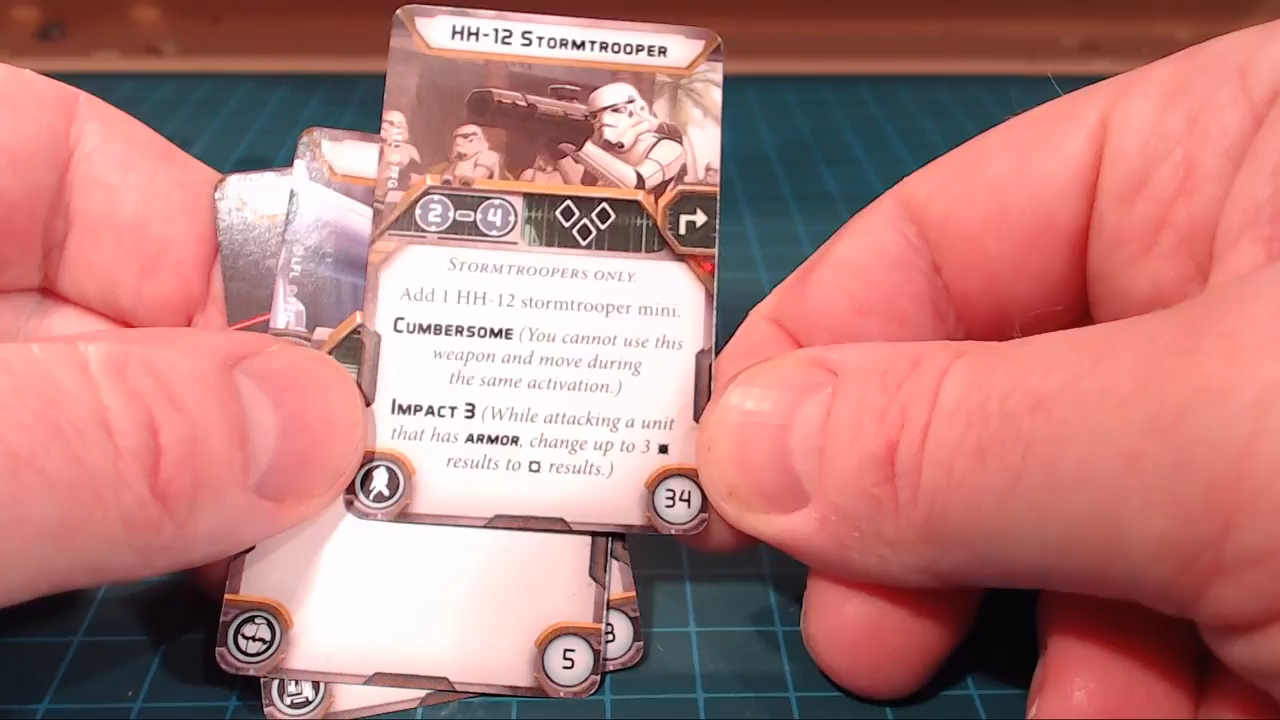 HH-12 STORMTROOPER
2-4
STORMTROOPERS ONLY.
Add 1 HH-12 stormtrooper mini.
CUMBERSOME (You cannot use this
weapon and move during
the same activation.)
IMPACT 3 (While attacking a unit
that has ARMOR, change up to 3
results to results.)
34
5